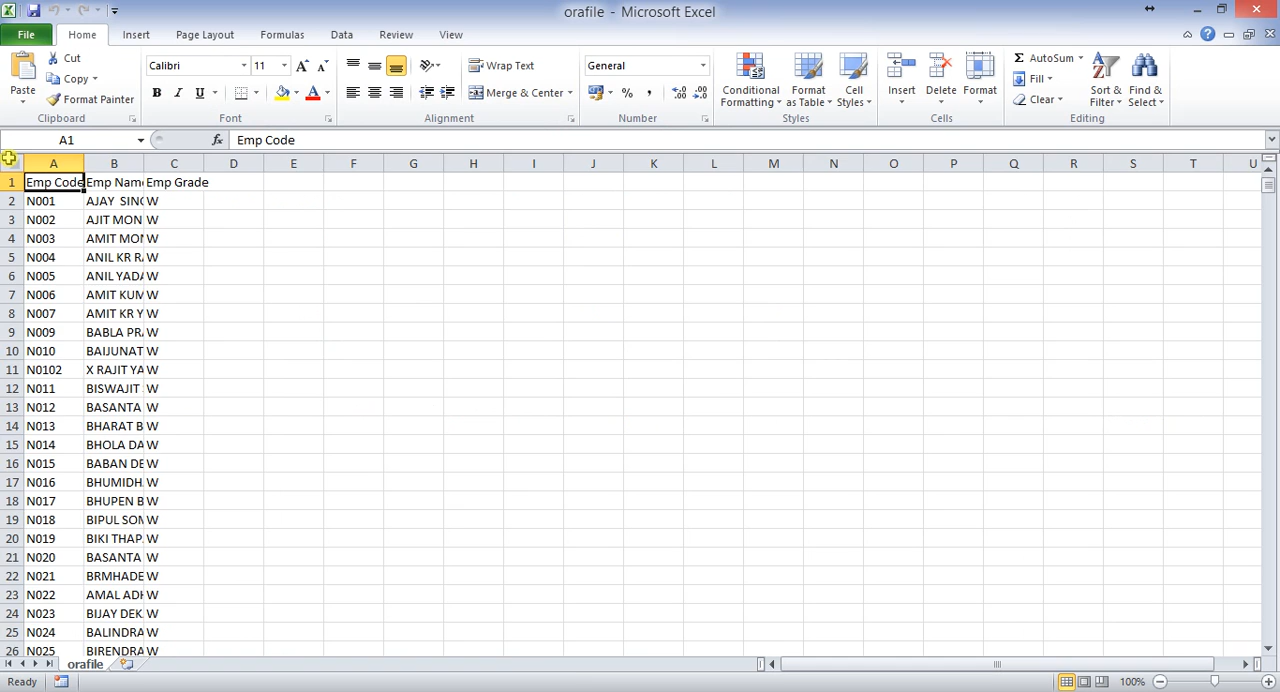 orafile - Microsoft Excel
File Home Insert Page Layout Formulas Data Review View
Paste
Cut
Copy
Format Painter
Clipboard
Calibri 11
B I U
Font
Wrap Text
Merge & Center
Alignment
General
Number
Conditional Formatting
Format as Table
Cell Styles
Styles
Insert Delete Format
Cells
Σ AutoSum
Fill
Clear
Sort & Filter
Find & Select
Editing
A1 fx Emp Code
A B C D E F G H I J K L M N O P Q R S T U
1 Emp Code Emp Nam Emp Grade
2 N001 AJAY SING W
3 N002 AJIT MON W
4 N003 AMIT MON W
5 N004 ANIL KR RA W
6 N005 ANIL YADA W
7 N006 AMIT KUM W
8 N007 AMIT KR Y W
9 N009 BABLA PRA W
10 N010 BAIJUNAT W
11 N0102 X RAJIT YA W
12 N011 BISWAJIT W
13 N012 BASANTA W
14 N013 BHARAT B W
15 N014 BHOLA DA W
16 N015 BABAN DE W
17 N016 BHUMIDH W
18 N017 BHUPEN B W
19 N018 BIPUL SOM W
20 N019 BIKI THAP W
21 N020 BASANTA W
22 N021 BRMHADE W
23 N022 AMAL ADH W
24 N023 BIJAY DEK W
25 N024 BALINDRA W
26 N025 BIRENDRA W
orafile
Ready 100%